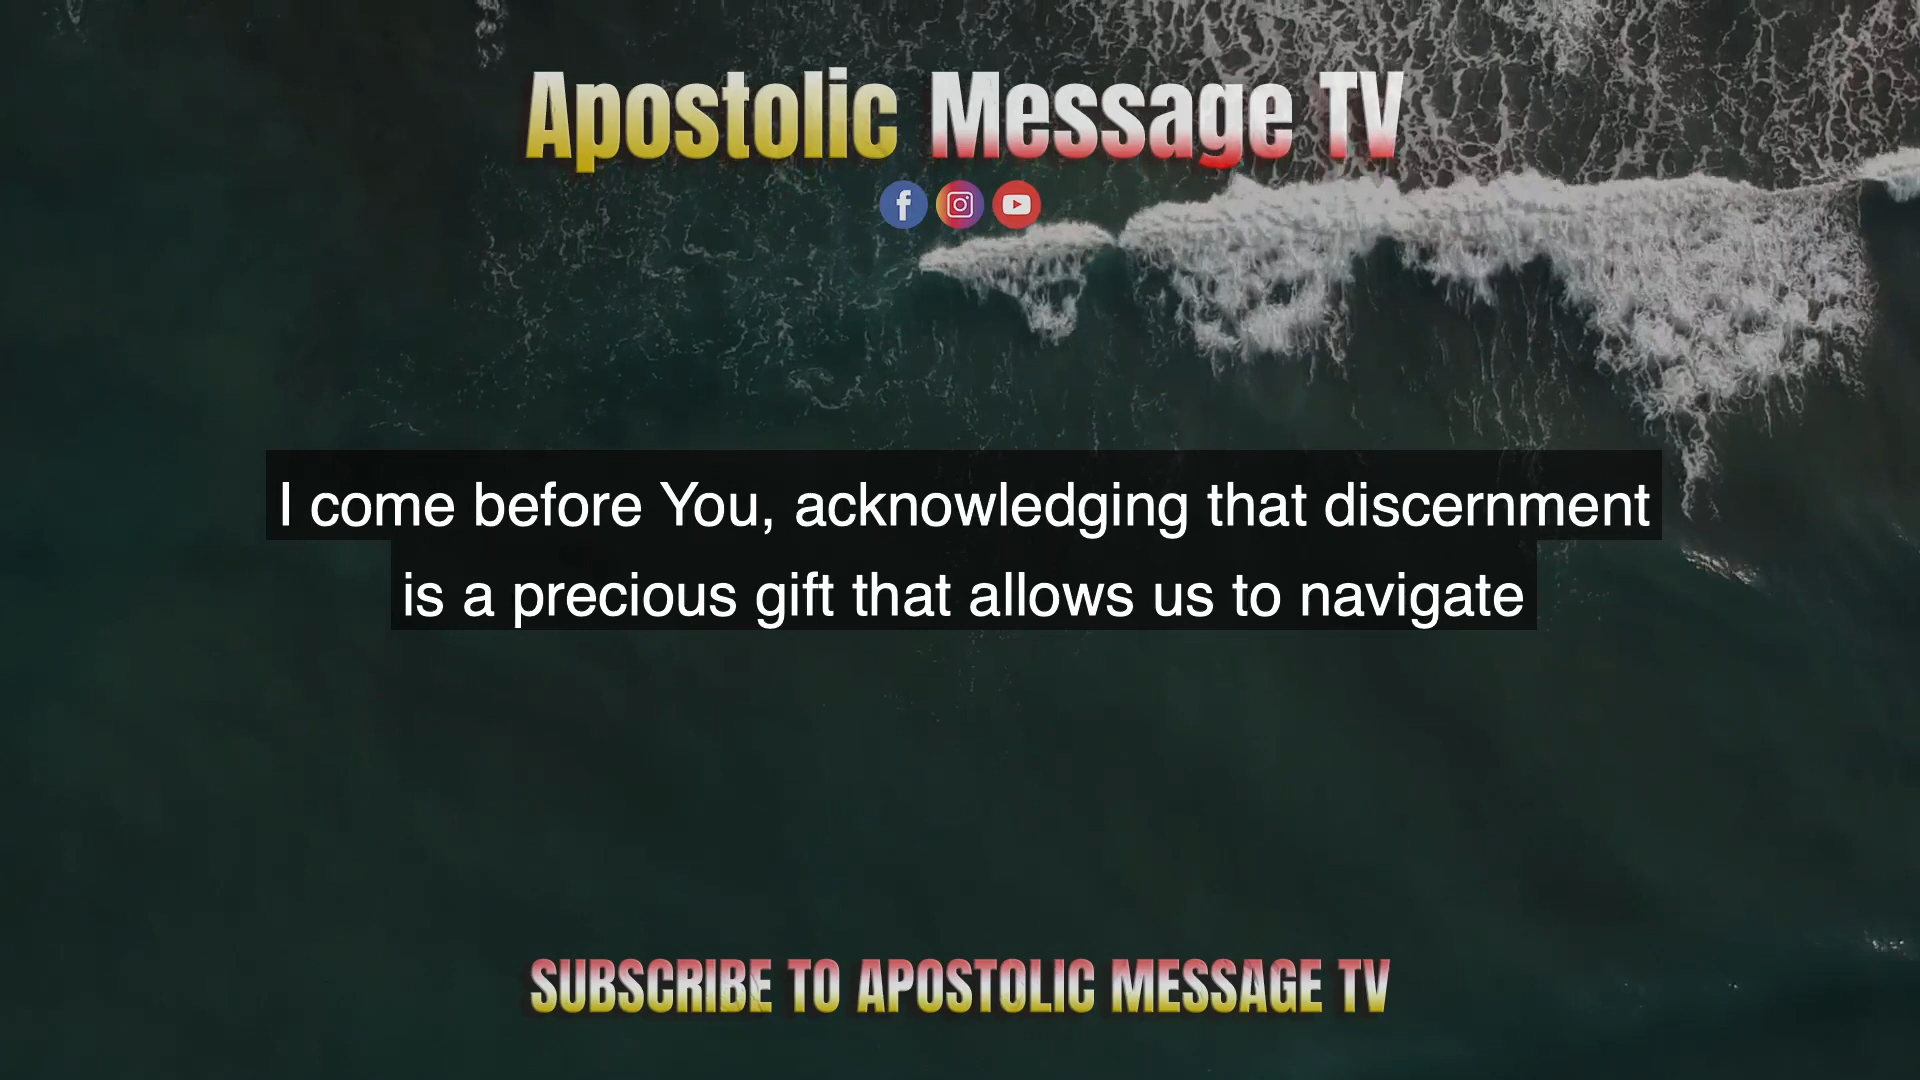 Apostolic Message TV
I come before You, acknowledging that discernment
is a precious gift that allows us to navigate
SUBSCRIBE TO APOSTOLIC MESSAGE TV